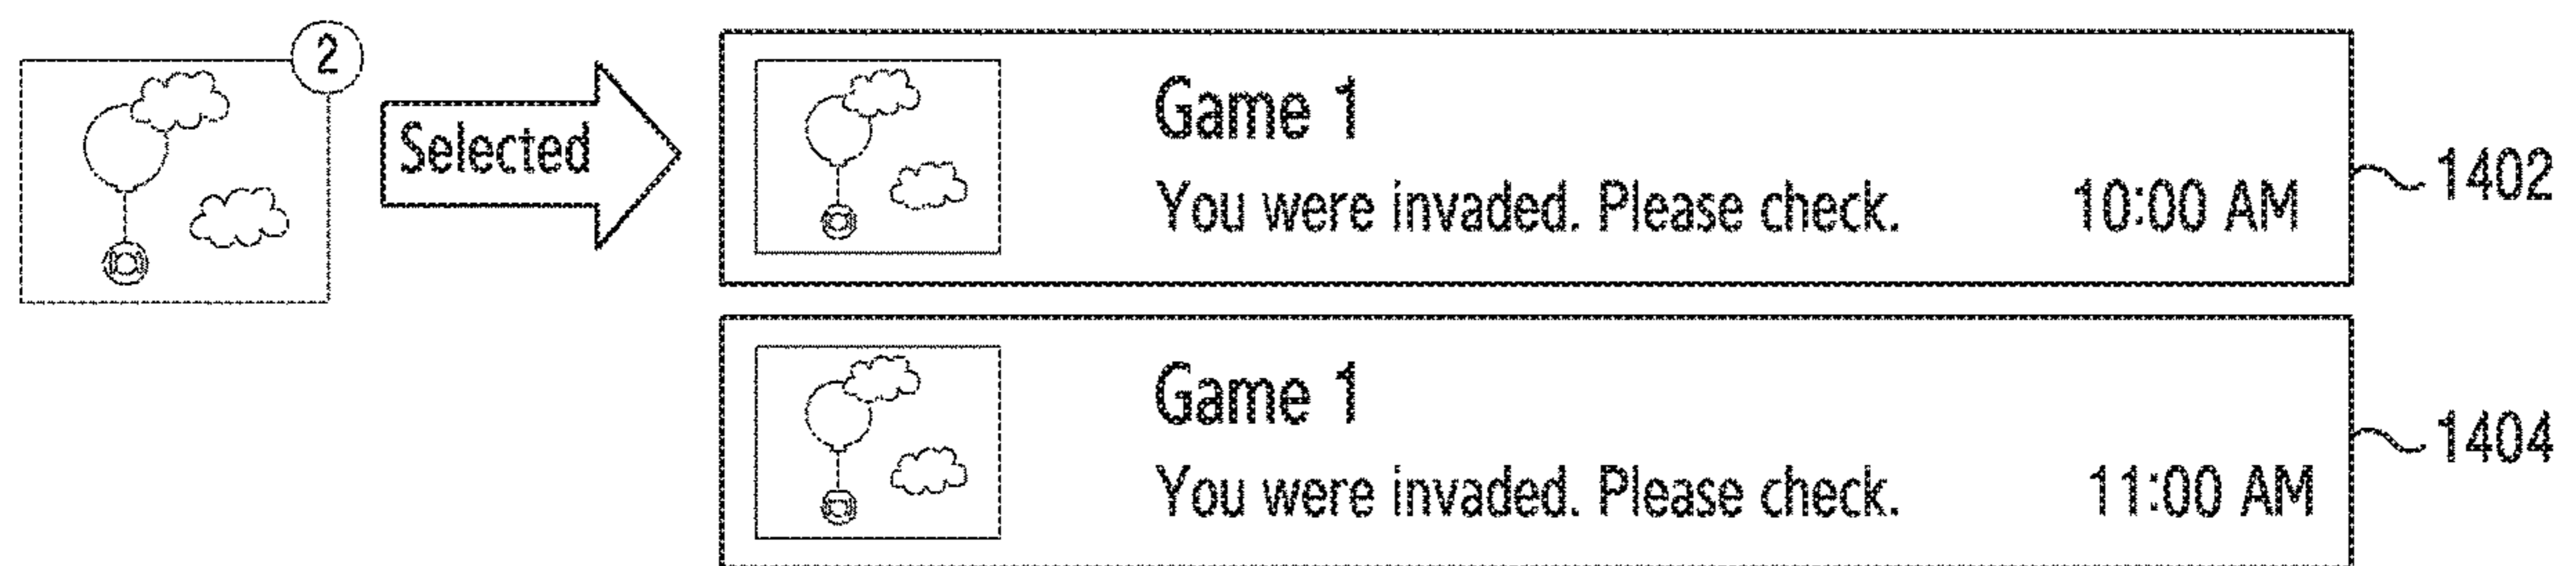 2
Selected
Game 1
You were invaded. Please check. 10:00 AM
1402
Game 1
You were invaded. Please check. 11:00 AM
1404